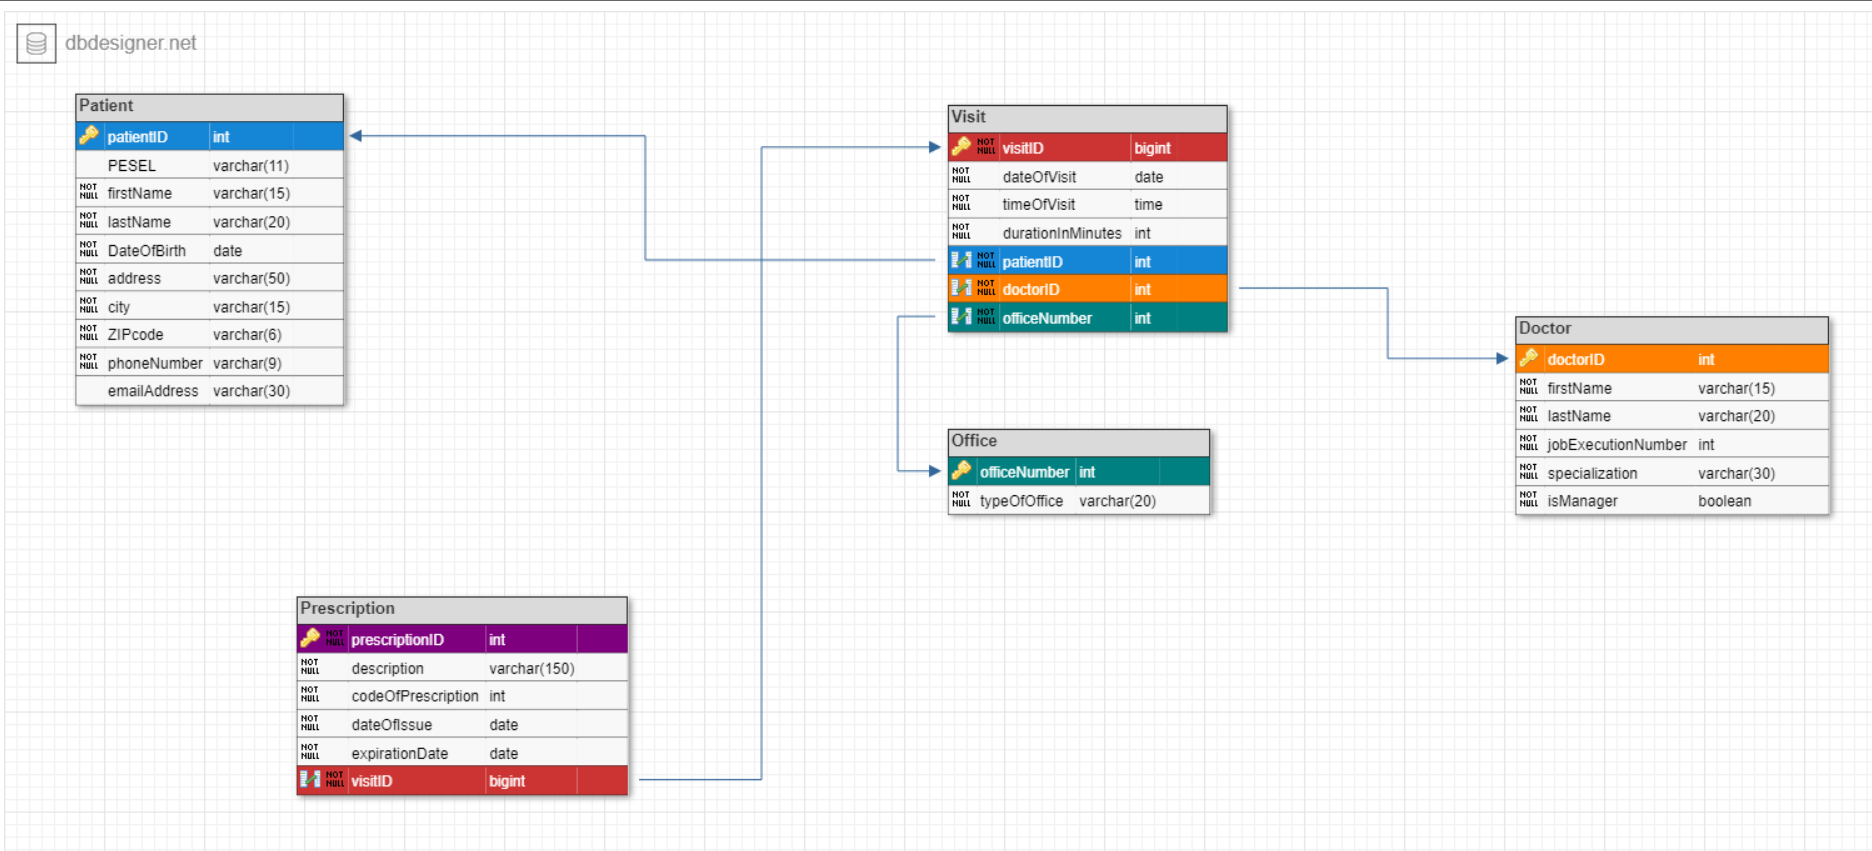 dbdesigner.net
Patient
patientID int
PESEL varchar(11)
NOT NULL firstName varchar(15)
NOT NULL lastName varchar(20)
NOT NULL DateOfBirth date
NOT NULL address varchar(50)
NOT NULL city varchar(15)
NOT NULL ZIPcode varchar(6)
NOT NULL phoneNumber varchar(9)
emailAddress varchar(30)
Visit
NOT NULL visitID bigint
NOT NULL dateOfVisit date
NOT NULL timeOfVisit time
NOT NULL durationInMinutes int
NOT NULL patientID int
NOT NULL doctorID int
NOT NULL officeNumber int
Doctor
doctorID int
NOT NULL firstName varchar(15)
NOT NULL lastName varchar(20)
NOT NULL jobExecutionNumber int
NOT NULL specialization varchar(30)
NOT NULL isManager boolean
Office
officeNumber int
NOT NULL typeOfOffice varchar(20)
Prescription
NOT NULL prescriptionID int
NOT NULL description varchar(150)
NOT NULL codeOfPrescription int
NOT NULL dateOfIssue date
NOT NULL expirationDate date
NOT NULL visitID bigint